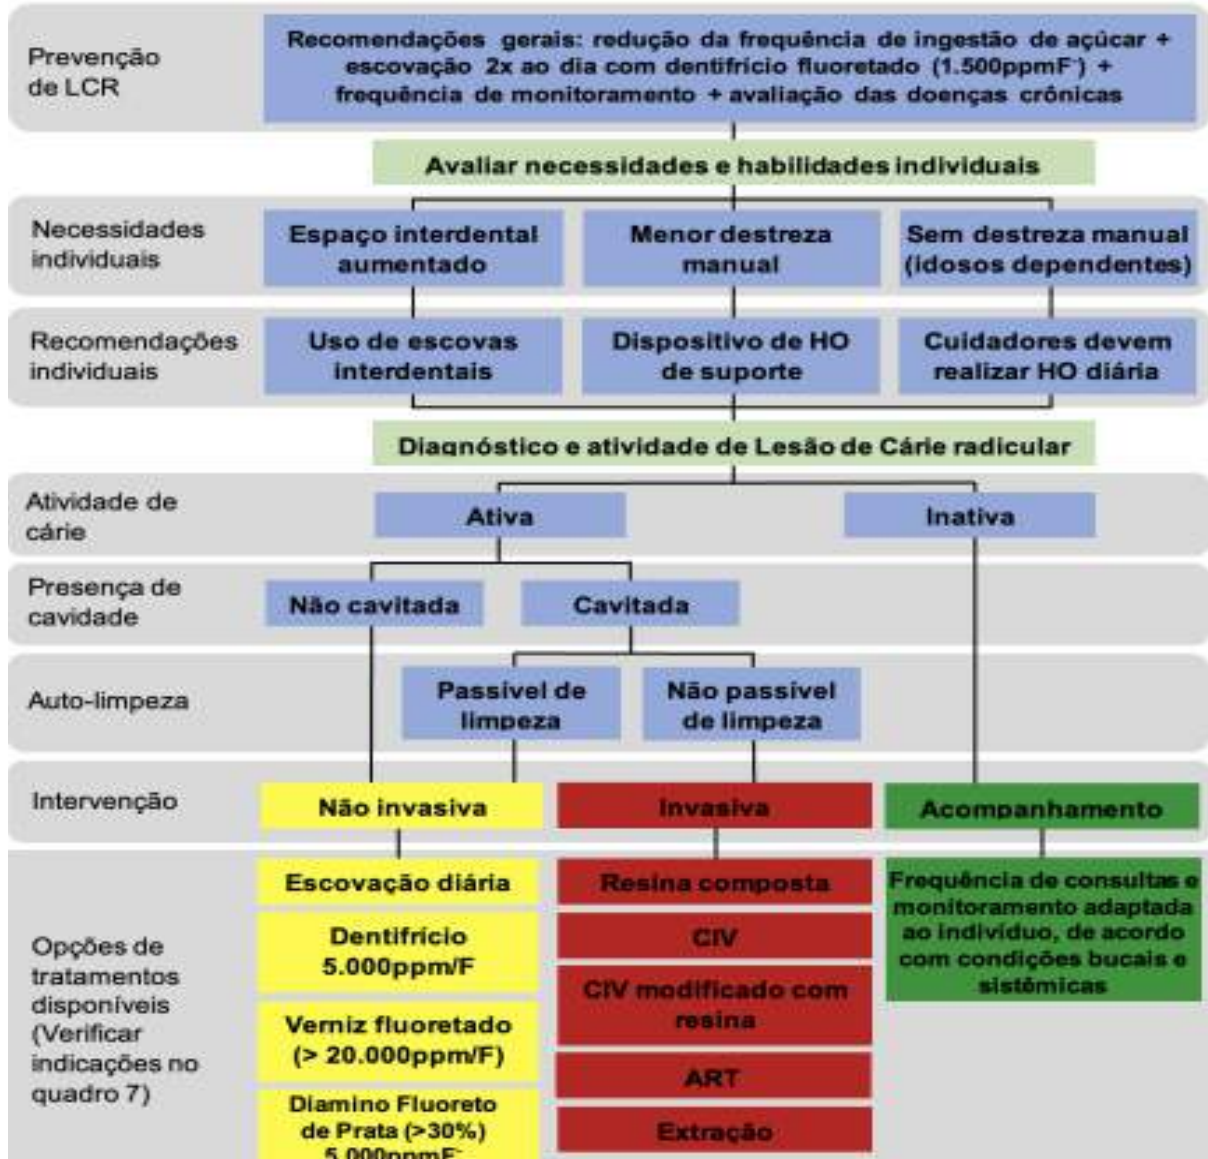 Prevenção
de LCR
Recomendações gerais: redução da frequência de ingestão de açúcar +
escovação 2x ao dia com dentifrício fluoretado (1.500ppmF⁻) +
frequência de monitoramento + avaliação das doenças crônicas
Avaliar necessidades e habilidades individuais
Necessidades
individuais
Espaço interdental
aumentado
Menor destreza
manual
Sem destreza manual
(idosos dependentes)
Recomendações
individuais
Uso de escovas
interdentais
Dispositivo de HO
de suporte
Cuidadores devem
realizar HO diária
Diagnóstico e atividade de Lesão de Cárie radicular
Atividade de
cárie
Ativa
Inativa
Presença de
cavidade
Não cavitada
Cavitada
Auto-limpeza
Passível de
limpeza
Não passível
de limpeza
Intervenção
Não invasiva
Invasiva
Acompanhamento
Opções de
tratamentos
disponíveis
(Verificar
indicações no
quadro 7)
Escovação diária
Dentifrício
5.000ppm/F
Verniz fluoretado
(> 20.000ppm/F)
Diamino Fluoreto
de Prata (>30%)
5.000ppmF⁻
Resina composta
CIV
CIV modificado com
resina
ART
Extração
Frequência de consultas e
monitoramento adaptada
ao indivíduo, de acordo
com condições bucais e
sistêmicas